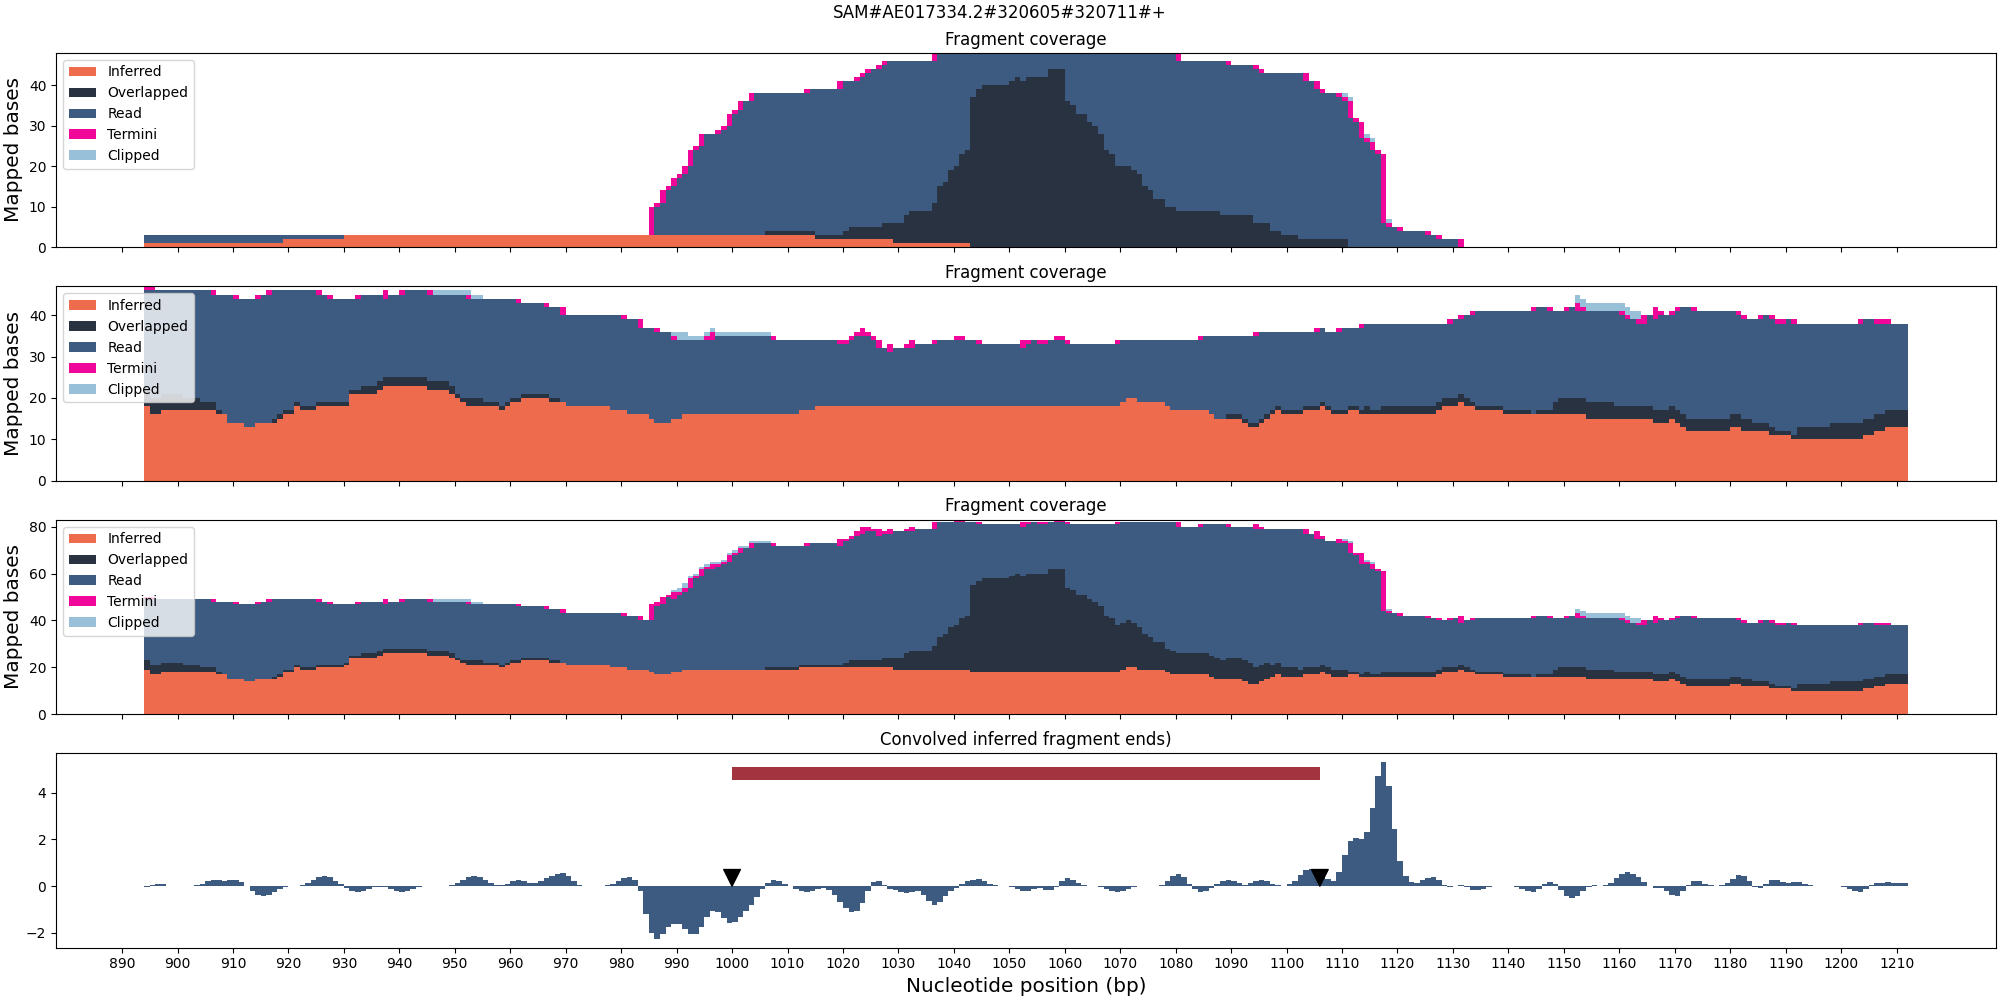 SAM#AE017334.2#320605#320711#+
Fragment coverage
Mapped bases
40
30
20
10
0
Inferred
Overlapped
Read
Termini
Clipped
Fragment coverage
Mapped bases
40
30
20
10
0
Inferred
Overlapped
Read
Termini
Clipped
Fragment coverage
Mapped bases
80
60
40
20
0
Inferred
Overlapped
Read
Termini
Clipped
Convolved inferred fragment ends)
4
2
0
−2
890 900 910 920 930 940 950 960 970 980 990 1000 1010 1020 1030 1040 1050 1060 1070 1080 1090 1100 1110 1120 1130 1140 1150 1160 1170 1180 1190 1200 1210
Nucleotide position (bp)